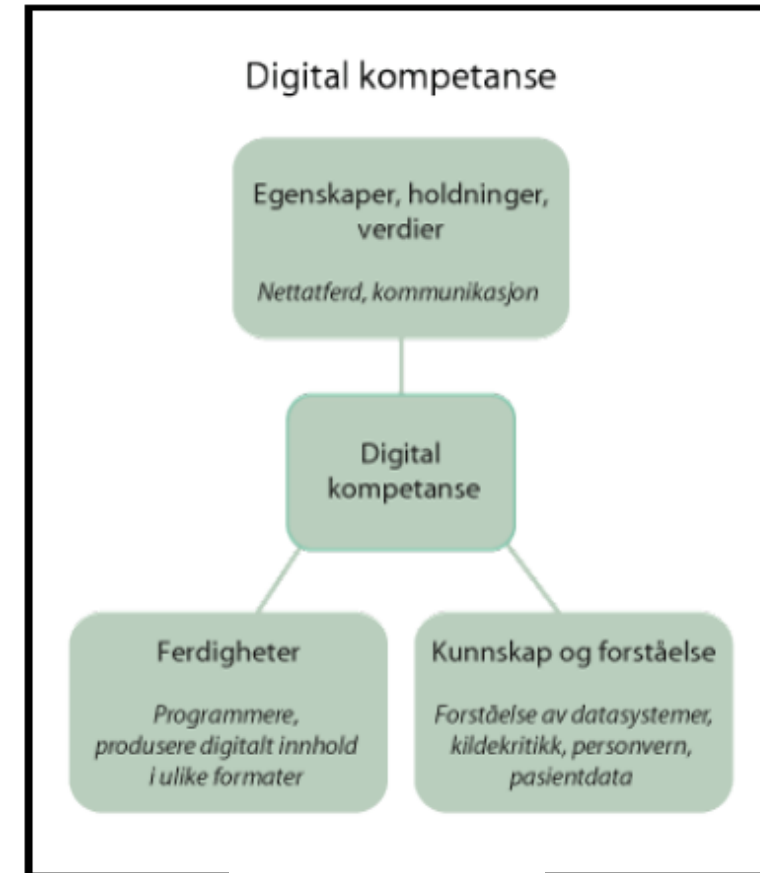 Digital kompetanse
Egenskaper, holdninger,
verdier
Nettatferd, kommunikasjon
Digital
kompetanse
Ferdigheter
Programmere,
produsere digitalt innhold
i ulike formater
Kunnskap og forståelse
Forståelse av datasystemer,
kildekritikk, personvern,
pasientdata